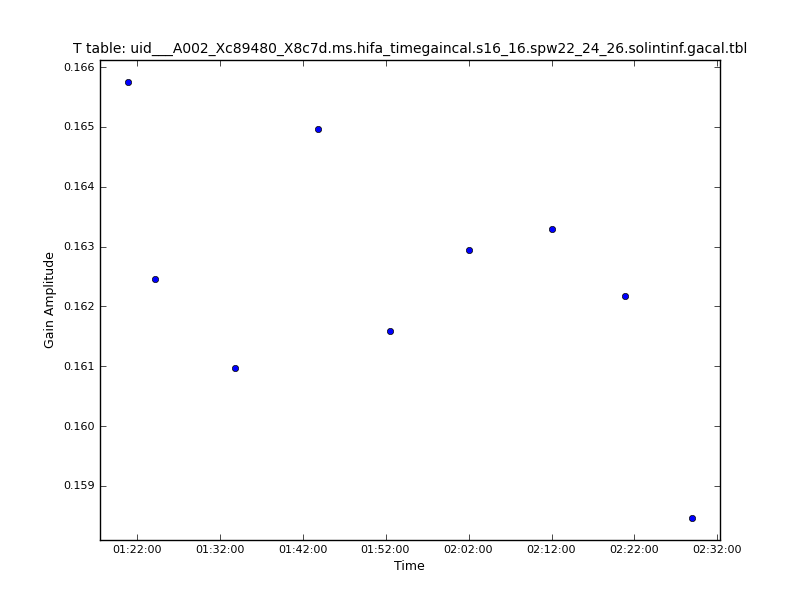 T table: uid___A002_Xc89480_X8c7d.ms.hifa_timegaincal.s16_16.spw22_24_26.solintinf.gacal.tbl
0.166
0.165
0.164
0.163
0.162
0.161
0.160
0.159
Gain Amplitude
01:22:00 01:32:00 01:42:00 01:52:00 02:02:00 02:12:00 02:22:00 02:32:00
Time